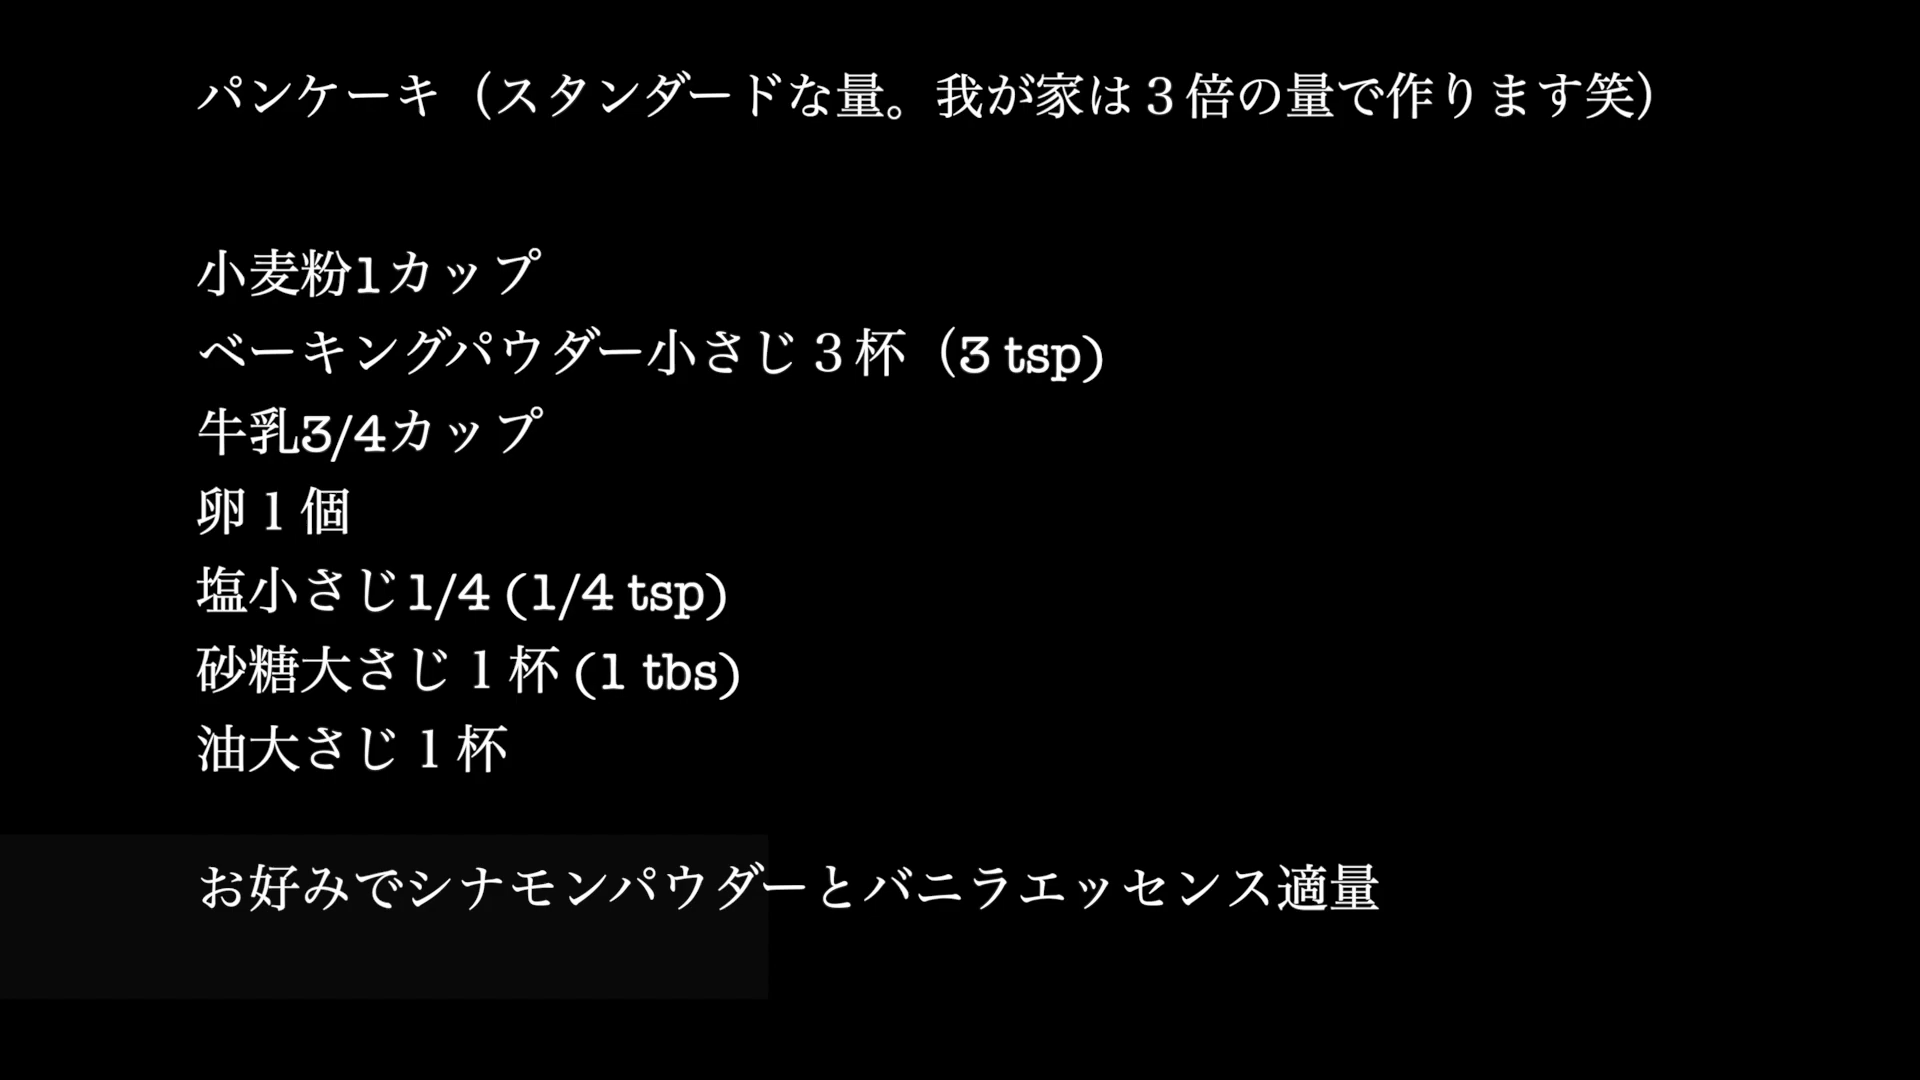 パンケーキ（スタンダードな量。我が家は３倍の量で作ります笑）
小麦粉1カップ
ベーキングパウダー小さじ３杯（3 tsp)
牛乳3/4カップ
卵１個
塩小さじ1/4 (1/4 tsp)
砂糖大さじ１杯 (1 tbs)
油大さじ１杯
お好みでシナモンパウダーとバニラエッセンス適量